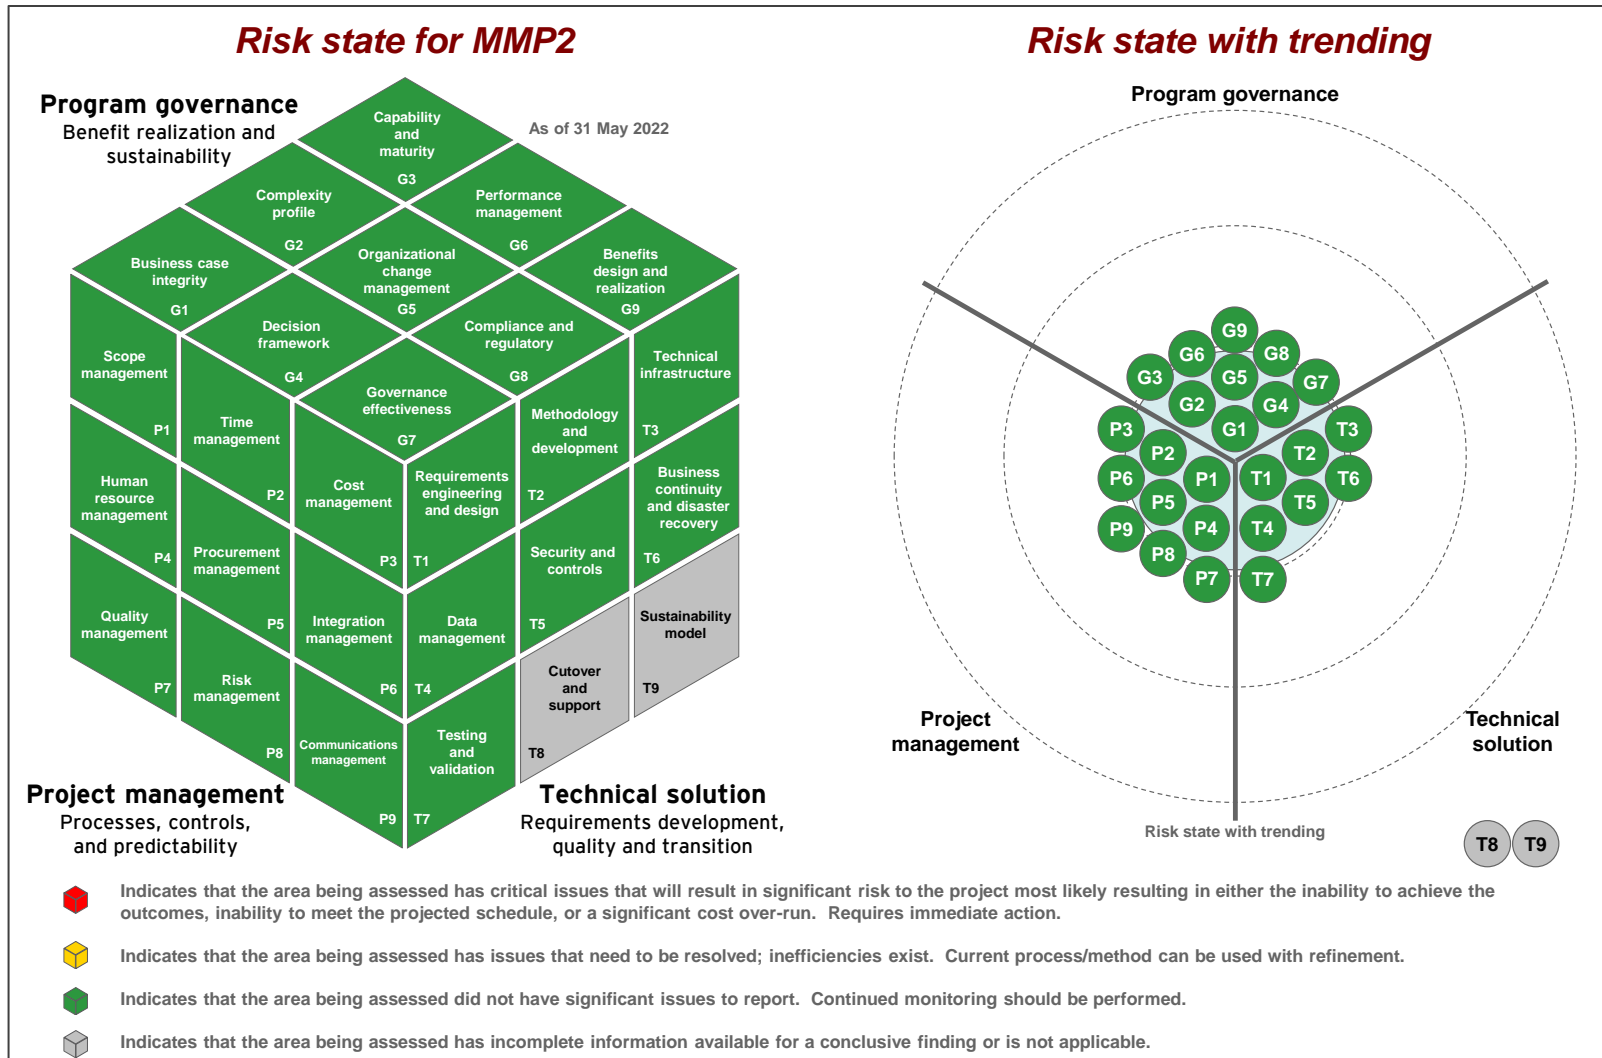 Risk state for MMP2
Program governance
Benefit realization and
sustainability
As of 31 May 2022
Capability
and
maturity
G3
Complexity
profile
G2
Performance
management
G6
Business case
integrity
G1
Organizational
change
management
G5
Benefits
design and
realization
G9
Decision
framework
G4
Compliance and
regulatory
G8
Governance
effectiveness
G7
Scope
management
P1
Time
management
P2
Cost
management
P3
Human
resource
management
P4
Procurement
management
P5
Integration
management
P6
Quality
management
P7
Risk
management
P8
Communications
management
P9
Requirements
engineering
and design
T1
Methodology
and
development
T2
Technical
infrastructure
T3
Data
management
T4
Security and
controls
T5
Business
continuity
and disaster
recovery
T6
Testing
and
validation
T7
Cutover
and
support
T8
Sustainability
model
T9
Project management
Processes, controls,
and predictability
Technical solution
Requirements development,
quality and transition
Risk state with trending
Program governance
G9
G6
G8
G3
G5
G7
G2
G4
G1
P3
P2
P1
P6
P5
P4
P9
P8
P7
T3
T2
T1
T6
T5
T4
T7
Project
management
Technical
solution
Risk state with trending
T8
T9
Indicates that the area being assessed has critical issues that will result in significant risk to the project most likely resulting in either the inability to achieve the
outcomes, inability to meet the projected schedule, or a significant cost over-run.  Requires immediate action.
Indicates that the area being assessed has issues that need to be resolved; inefficiencies exist.  Current process/method can be used with refinement.
Indicates that the area being assessed did not have significant issues to report.  Continued monitoring should be performed.
Indicates that the area being assessed has incomplete information available for a conclusive finding or is not applicable.